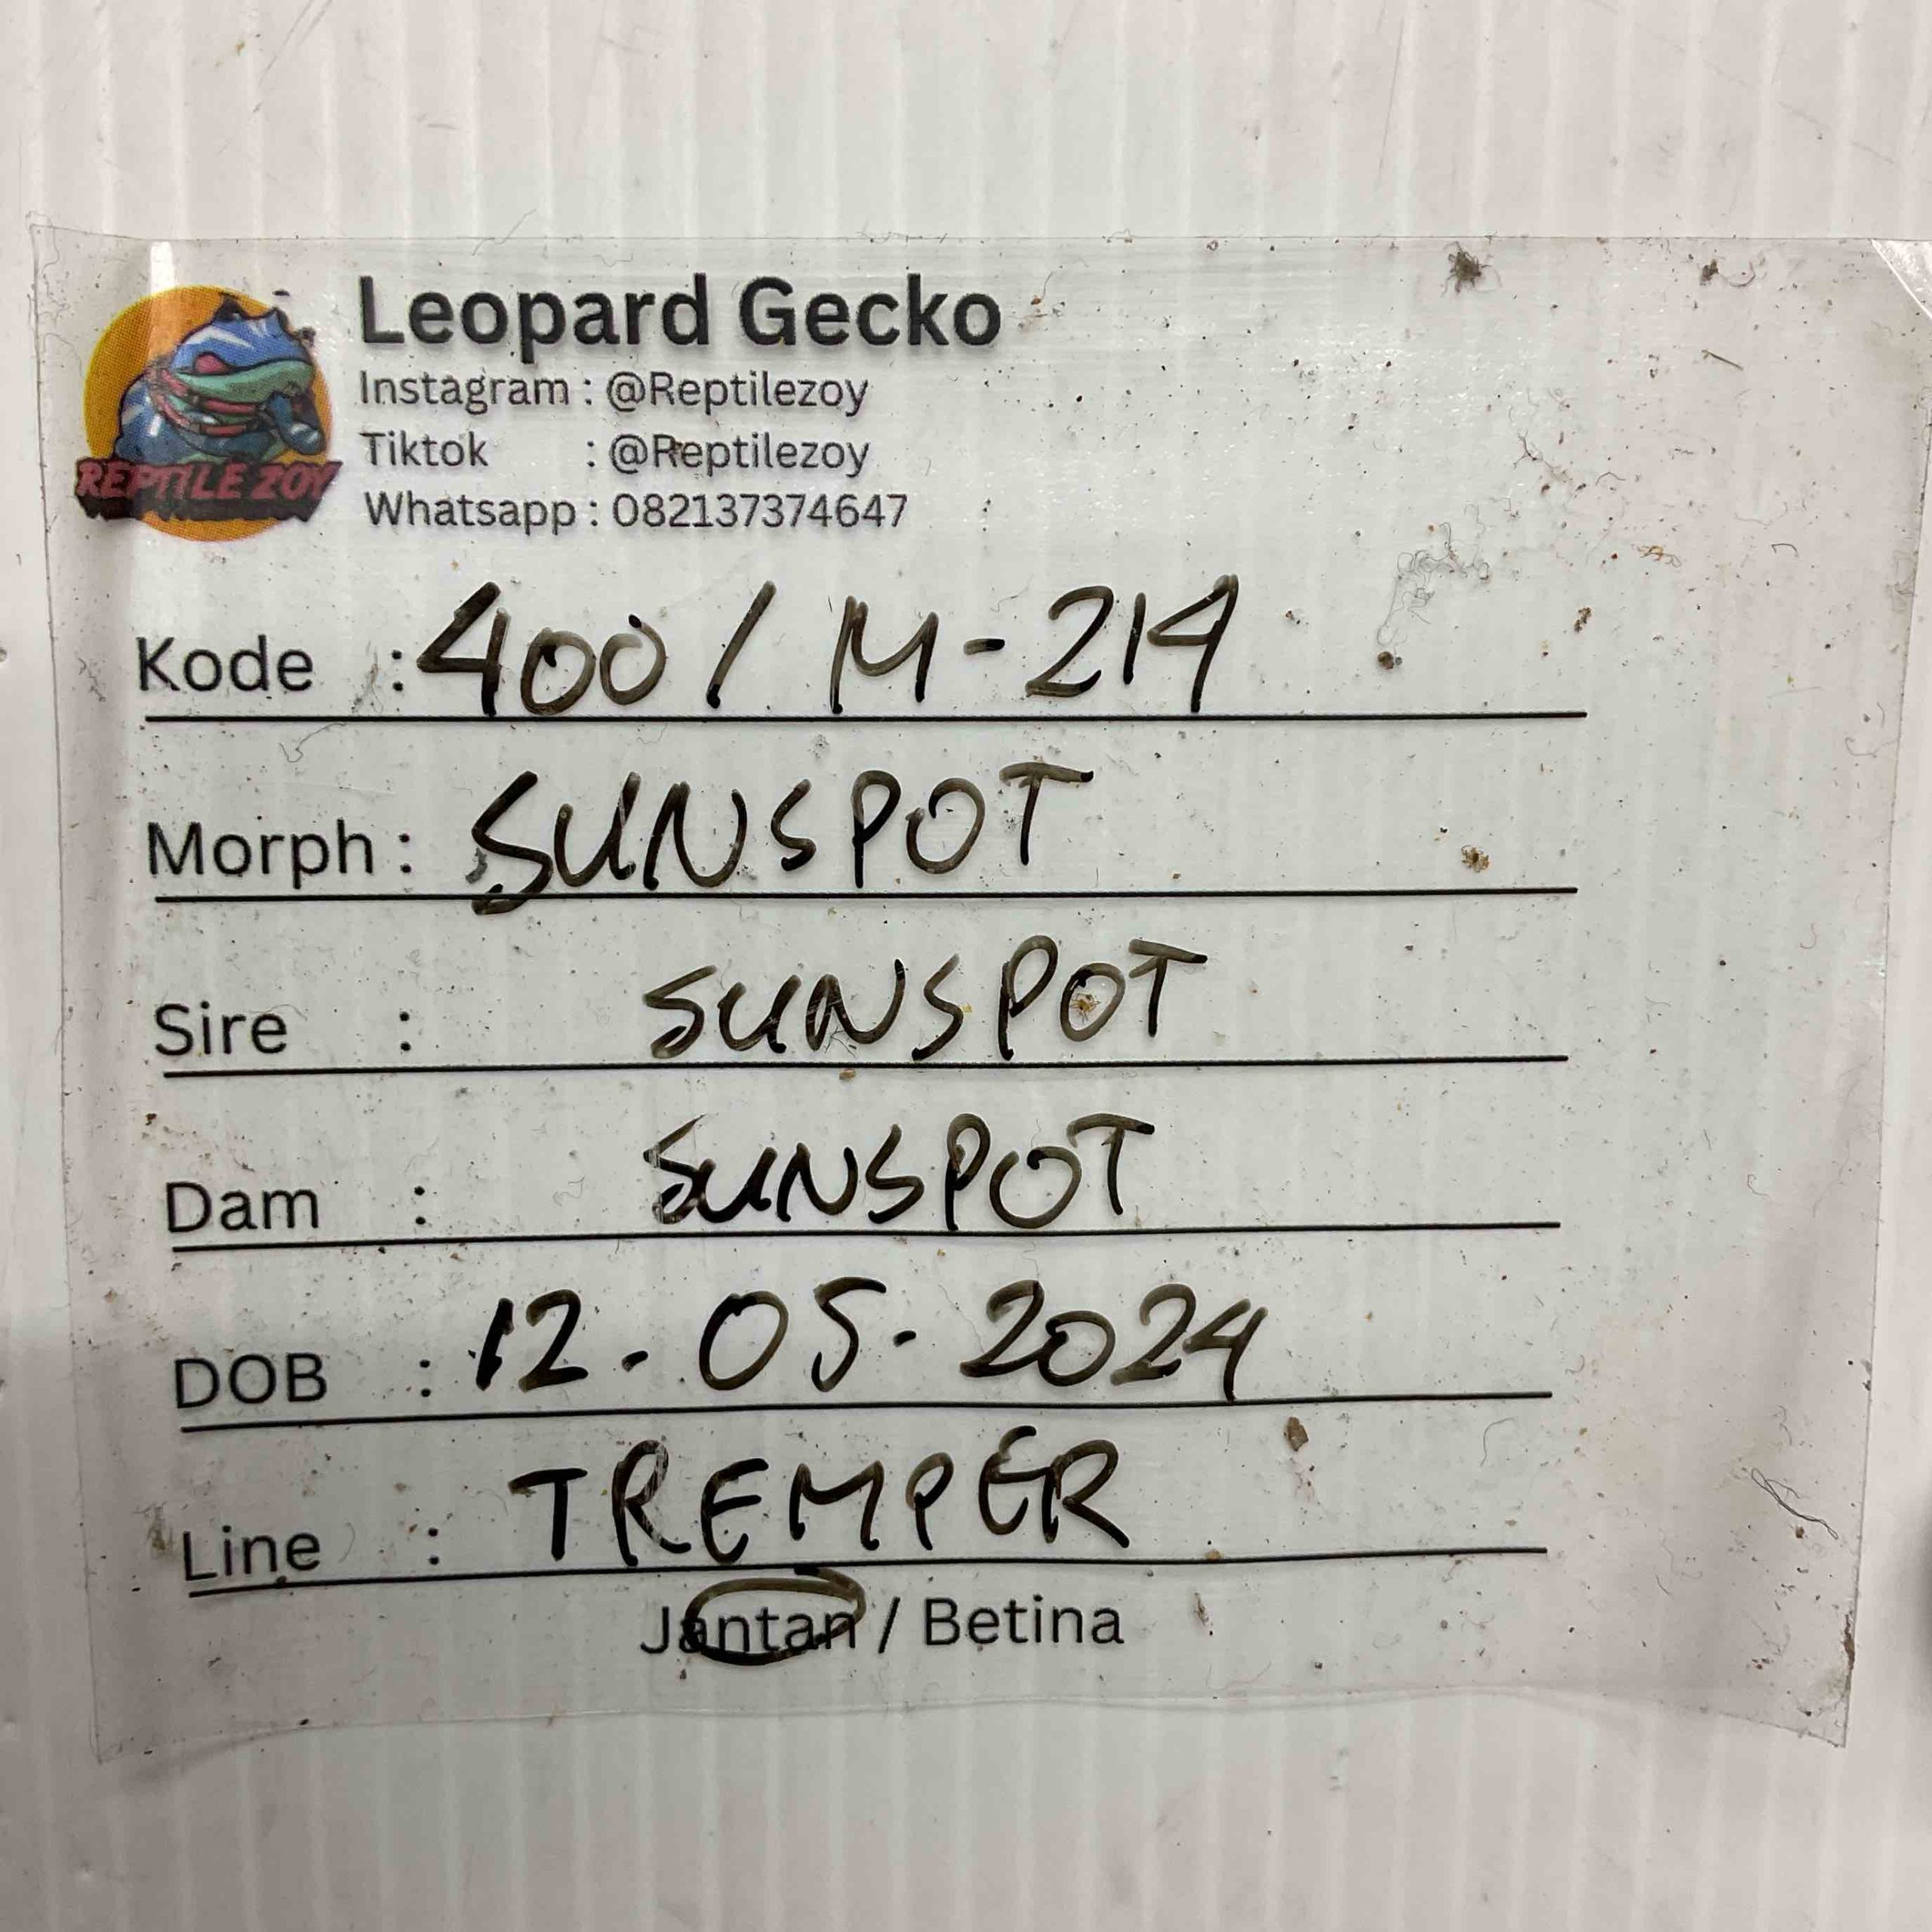 REPTILE ZOY
Leopard Gecko
Instagram : @Reptilezoy
Tiktok : @Reptilezoy
Whatsapp : 082137374647
Kode : 400 / M - 214
Morph : SUNSPOT
Sire : SUNSPOT
Dam : SUNSPOT
DOB : 12 . 05 . 2024
Line : TREMPER
Jantan / Betina